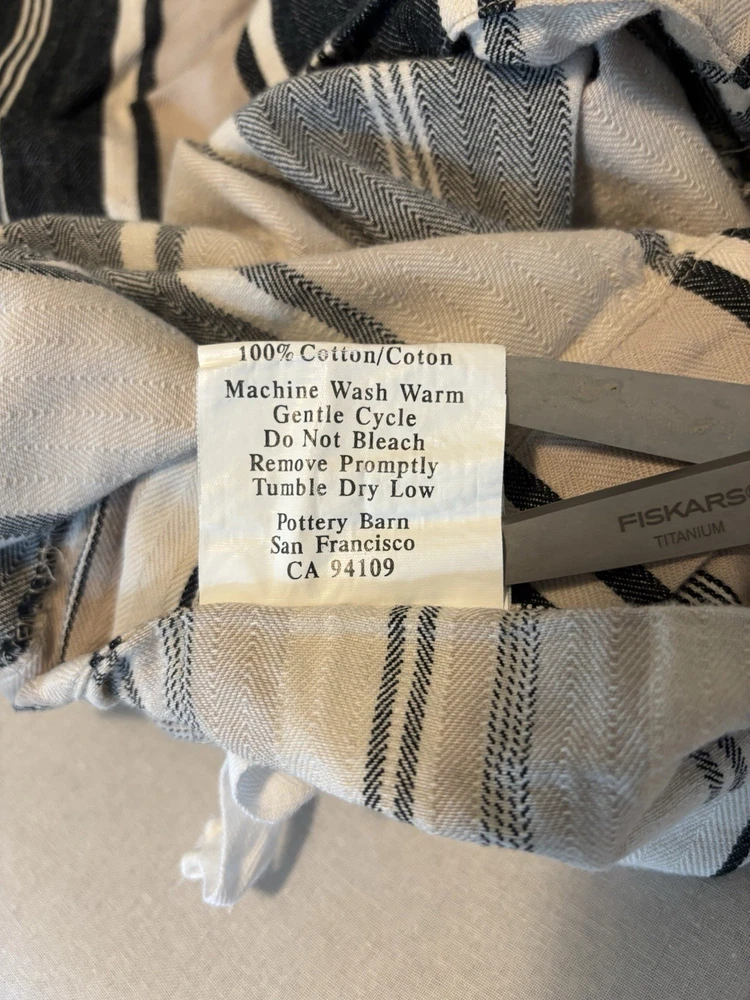 100% Cotton/Coton
Machine Wash Warm
Gentle Cycle
Do Not Bleach
Remove Promptly
Tumble Dry Low
Pottery Barn
San Francisco
CA 94109
FISKARS
TITANIUM